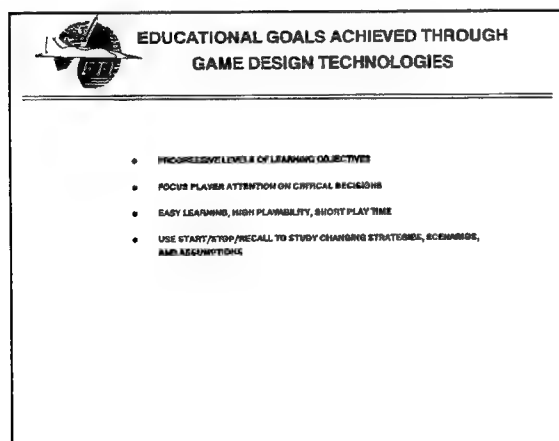 EDUCATIONAL GOALS ACHIEVED THROUGH
GAME DESIGN TECHNOLOGIES
• PROGRESSIVE LEVELS OF LEARNING OBJECTIVES
• FOCUS PLAYER ATTENTION ON CRITICAL DECISIONS
• EASY LEARNING, HIGH PLAYABILITY, SHORT PLAY TIME
• USE START/STOP/RECALL TO STUDY CHANGING STRATEGIES, SCENARIOS,
AND ASSUMPTIONS